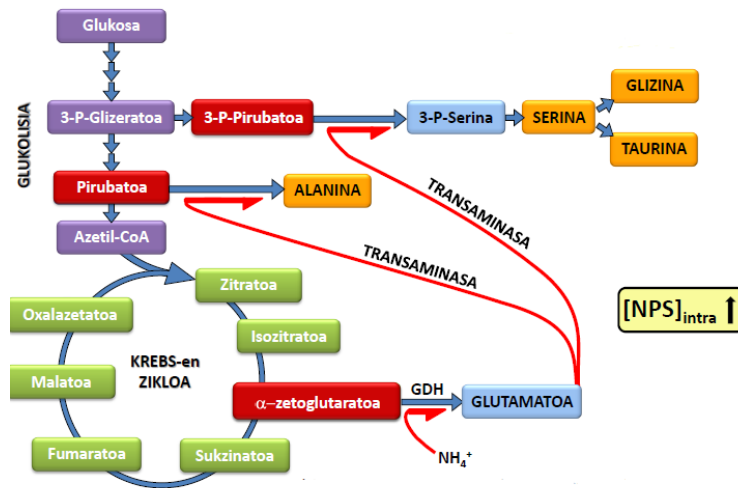 Glukosa
GLUKOLISIA
3-P-Glizeratoa
3-P-Pirubatoa
3-P-Serina
SERINA
GLIZINA
TAURINA
Pirubatoa
ALANINA
TRANSAMINASA
TRANSAMINASA
Azetil-CoA
Zitratoa
Oxalazetatoa
Isozitratoa
[NPS]intra
KREBS-en
ZIKLOA
Malatoa
α-zetoglutaratoa
GDH
GLUTAMATOA
Fumaratoa
Sukzinatoa
NH4+